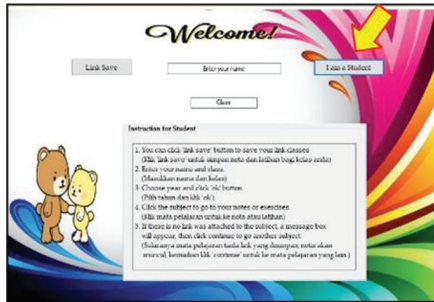 Welcome!
Link Save
Enter your name
I am a Student
Class
Instruction for Student
1. You can click 'link save' button to save your link classes
(Klik 'link save' untuk simpan nota dan latihan bagi kelas anda)
2. Enter your name and class.
(Masukkan nama dan kelas)
3. Choose year and click 'ok' button.
(Pilih tahun dan klik 'ok')
4. Click the subject to go to your notes or exercises.
(Klik mata pelajaran untuk ke nota atau latihan)
5. If there is no link was attached to the subject, a message box
will appear, then click continue to go another subject.
(Sekiranya mata pelajaran tiada link yang disimpan, nota akan
muncul, kemudian klik 'continue' untuk ke mata pelajaran yang lain.)